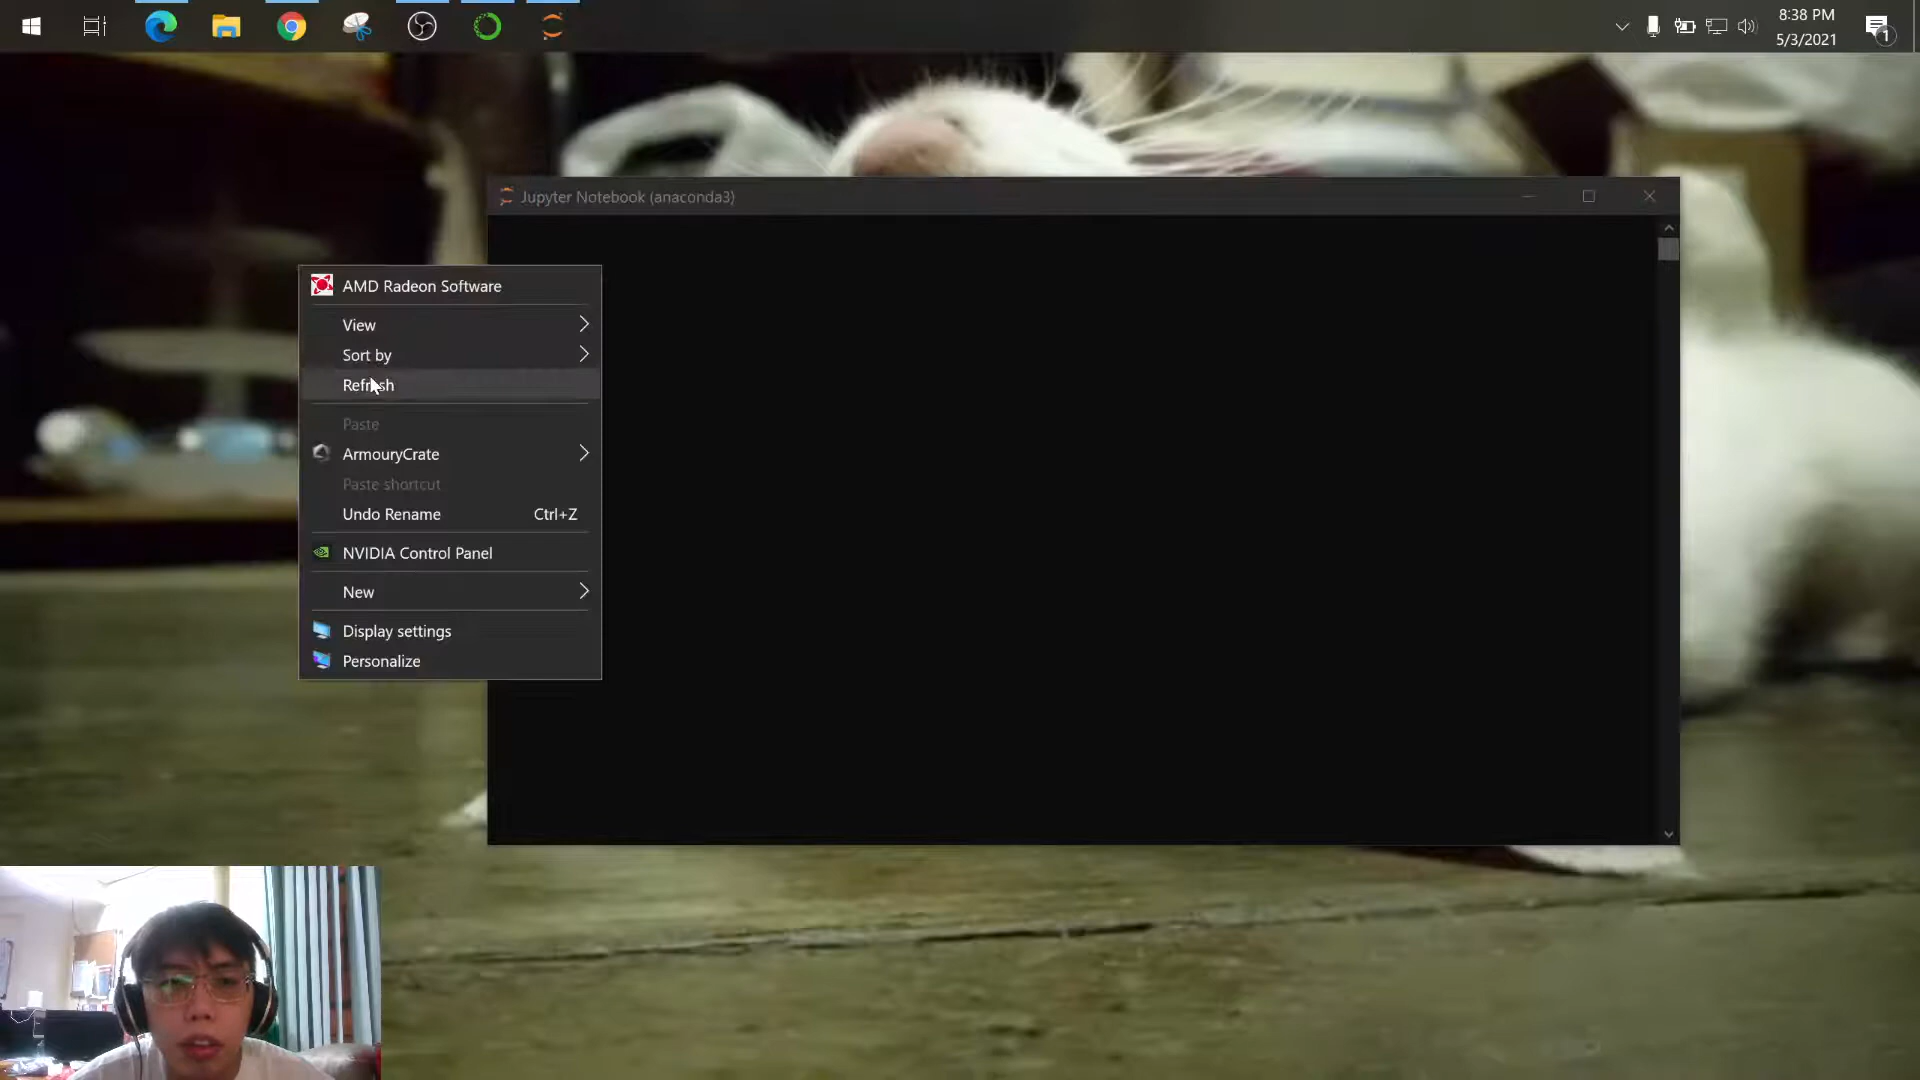 8:38 PM
5/3/2021
1
Jupyter Notebook (anaconda3)
AMD Radeon Software
View
Sort by
Refresh
Paste
ArmouryCrate
Paste shortcut
Undo Rename Ctrl+Z
NVIDIA Control Panel
New
Display settings
Personalize